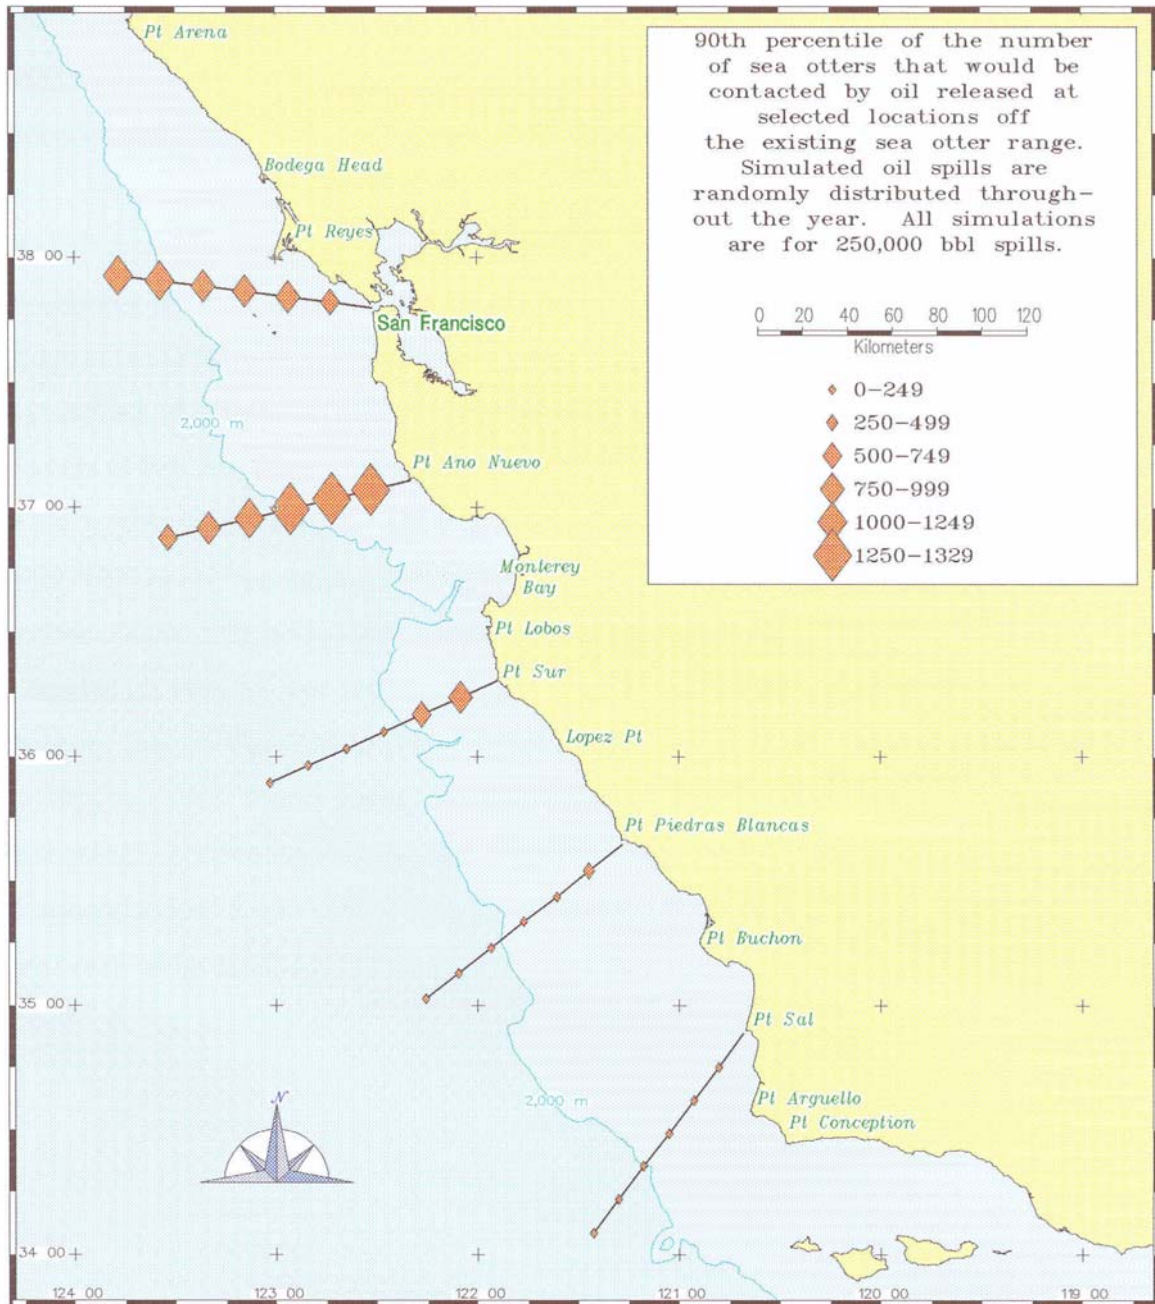 Pt Arena
90th percentile of the number
of sea otters that would be
contacted by oil released at
selected locations off
the existing sea otter range.
Simulated oil spills are
randomly distributed through-
out the year. All simulations
are for 250,000 bbl spills.
Bodega Head
Pt Reyes
38 00
San Francisco
0 20 40 60 80 100 120
Kilometers
0-249
250-499
500-749
750-999
1000-1249
1250-1329
2,000 m
Pt Ano Nuevo
37 00
Monterey
Bay
Pt Lobos
Pt Sur
Lopez Pt
36 00
Pt Piedras Blancas
Pt Buchon
35 00
Pt Sal
Pt Arguello
2,000 m
Pt Conception
N
34 00
124 00
123 00
122 00
121 00
120 00
119 00